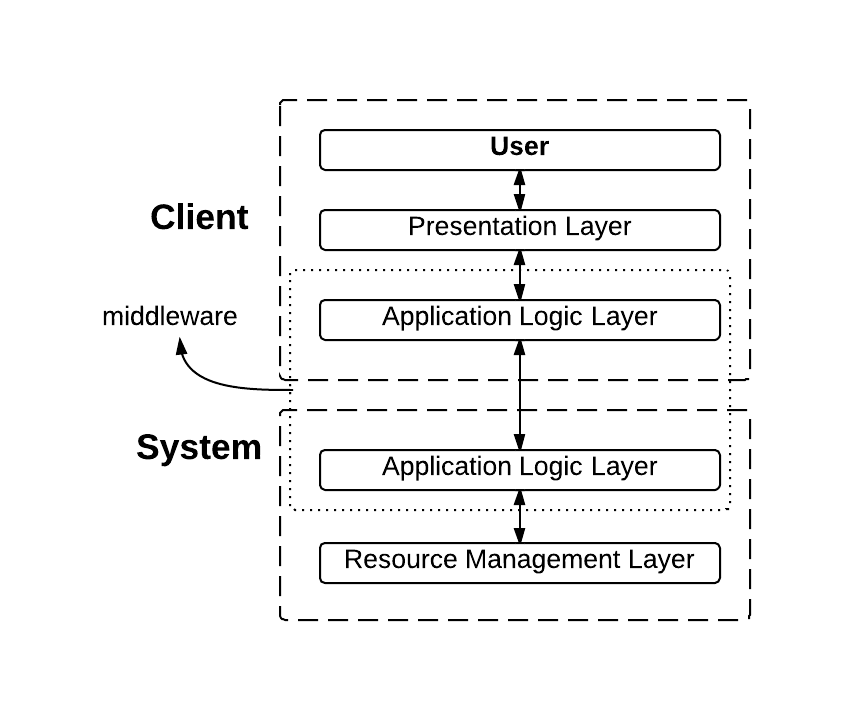 User
Client
Presentation Layer
middleware
Application Logic Layer
System
Application Logic Layer
Resource Management Layer